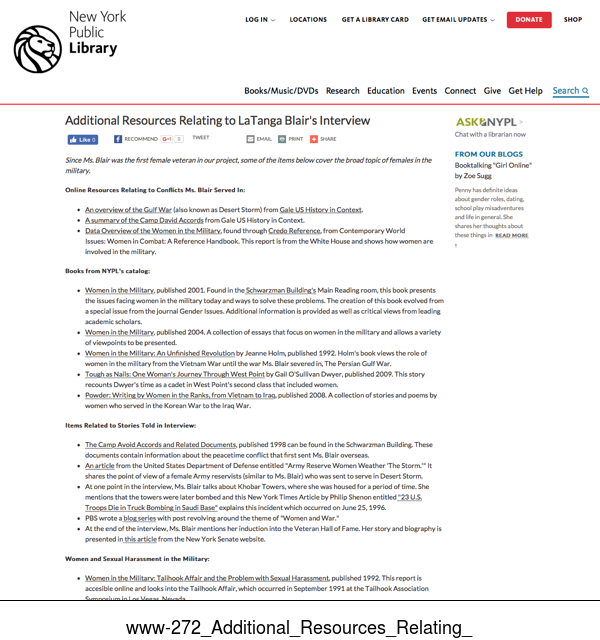 New York
Public
Library
LOG IN
LOCATIONS
GET A LIBRARY CARD
GET EMAIL UPDATES
DONATE
SHOP
Books/Music/DVDs Research Education Events Connect Give Get Help Search
Additional Resources Relating to LaTanga Blair's Interview
Like 0
RECOMMEND
0
TWEET
EMAIL
PRINT
SHARE
Since Ms. Blair was the first female veteran in our project, some of the items below cover the broad topic of females in the
military.
Online Resources Relating to Conflicts Ms. Blair Served In:
An overview of the Gulf War (also known as Desert Storm) from Gale US History in Context.
A summary of the Camp David Accords from Gale US History in Context.
Data Overview of the Women in the Military, found through Credo Reference, from Contemporary World
Issues: Women in Combat: A Reference Handbook. This report is from the White House and shows how women are
involved in the military.
Books from NYPL's catalog:
Women in the Military, published 2001. Found in the Schwarzman Building's Main Reading room, this book presents
the issues facing women in the military today and ways to solve these problems. The creation of this book evolved from
a special issue from the journal Gender Issues. Additional information is provided as well as critical views from leading
academic scholars.
Women in the Military, published 2004. A collection of essays that focus on women in the military and allows a variety
of viewpoints to be presented.
Women in the Military: An Unfinished Revolution by Jeanne Holm, published 1992. Holm's book views the role of
women in the military from the Vietnam War until the war Ms. Blair severed in, The Persian Gulf War.
Tough as Nails: One Woman's Journey Through West Point by Gail O'Sullivan Dwyer, published 2009. This story
recounts Dwyer's time as a cadet in West Point's second class that included women.
Powder: Writing by Women in the Ranks, from Vietnam to Iraq, published 2008. A collection of stories and poems by
women who served in the Korean War to the Iraq War.
Items Related to Stories Told in Interview:
The Camp Avoid Accords and Related Documents, published 1998 can be found in the Schwarzman Building. These
documents contain information about the peacetime conflict that first sent Ms. Blair overseas.
An article from the United States Department of Defense entitled "Army Reserve Women Weather 'The Storm.'" It
shares the point of view of a female Army reservists (similar to Ms. Blair) who was sent to serve in Desert Storm.
At one point in the interview, Ms. Blair talks about Khobar Towers, where she was housed for a period of time. She
mentions that the towers were later bombed and this New York Times Article by Philip Shenon entitled "23 U.S.
Troops Die in Truck Bombing in Saudi Base" explains this incident which occurred on June 25, 1996.
PBS wrote a blog series with post revolving around the theme of "Women and War."
At the end of the interview, Ms. Blair mentions her induction into the Veteran Hall of Fame. Her story and biography is
presented in this article from the New York Senate website.
Women and Sexual Harassment in the Military:
Women in the Military: Tailhook Affair and the Problem with Sexual Harassment, published 1992. This report is
accesible online and looks into the Tailhook Affair, which occurred in September 1991 at the Tailhook Association
Symposium in Los Vegas, Nevada.
ASK NYPL >
Chat with a librarian now
FROM OUR BLOGS
Booktalking "Girl Online"
by Zoe Sugg
Penny has definite ideas
about gender roles, dating,
school play misadventures
and life in general. She
shares her thoughts about
these things in READ MORE
www-272_Additional_Resources_Relating_